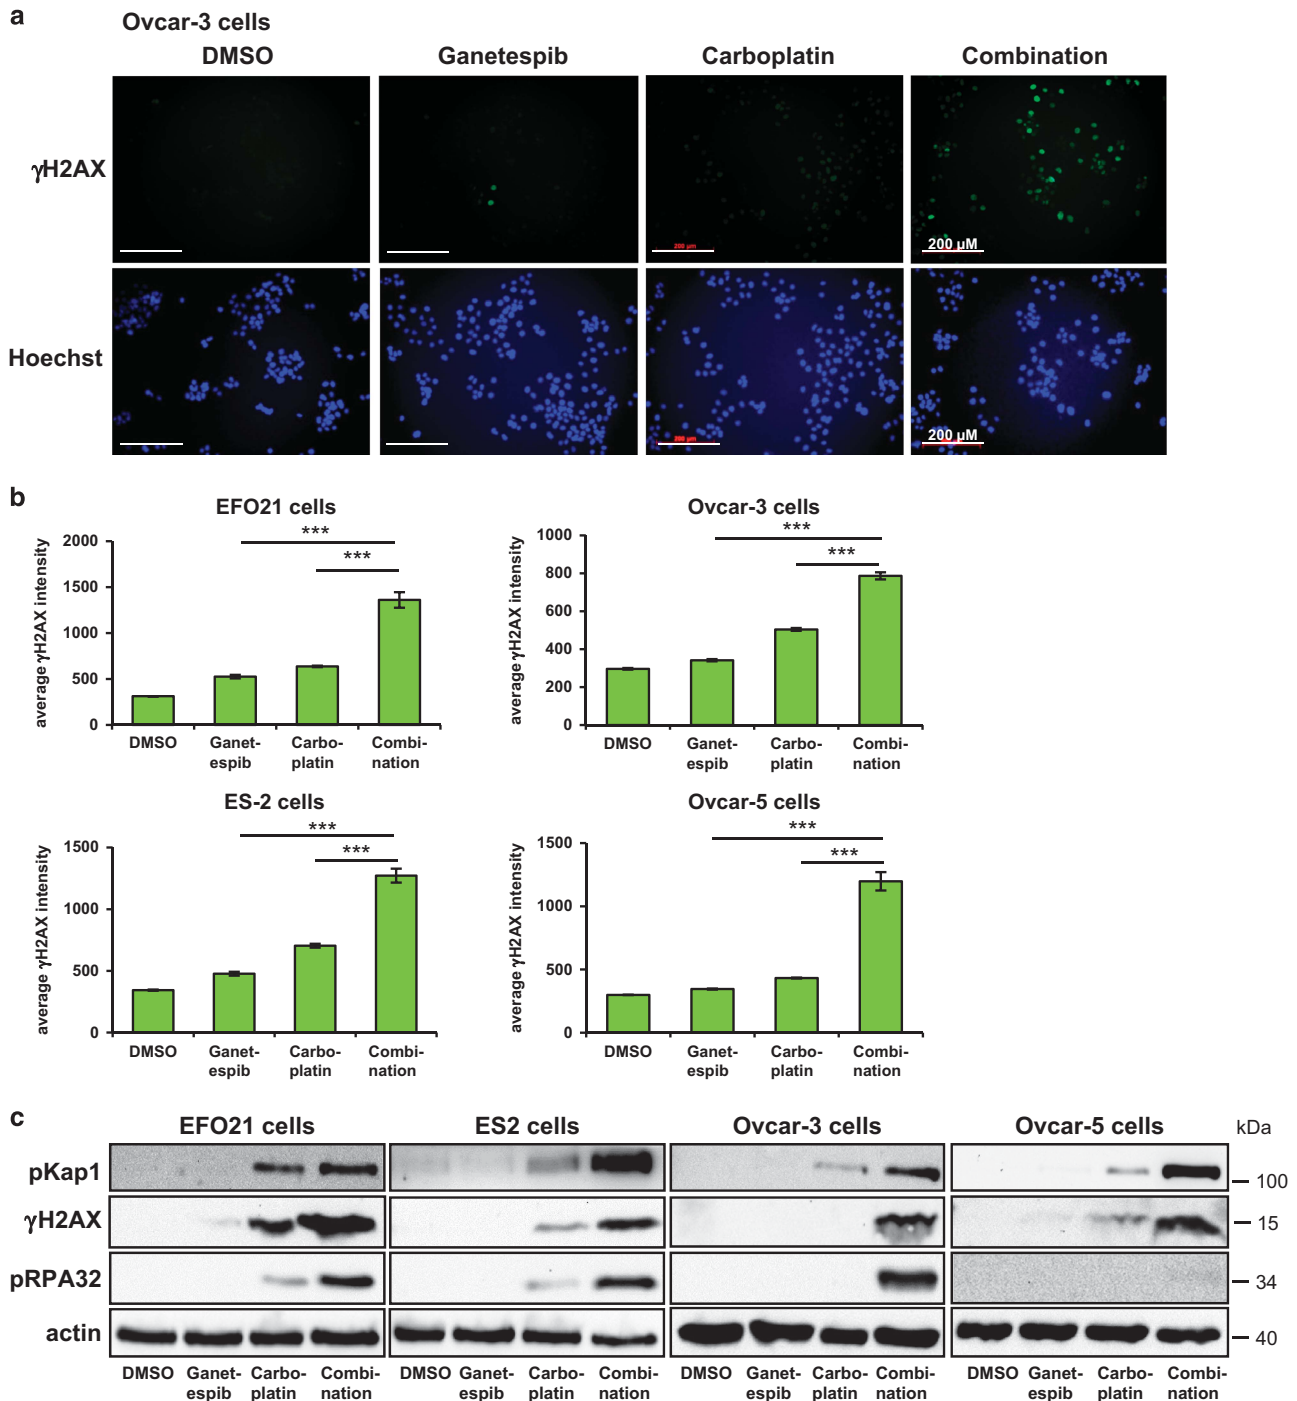 a
Ovcar-3 cells
DMSO Ganetespib Carboplatin Combination
γH2AX
200 µm 200 µM
Hoechst
200 µm 200 µM
b
EFO21 cells
average γH2AX intensity
2000
1500
1000
500
0
***
***
DMSO Ganet- Carbo- Combi-
espib platin nation
Ovcar-3 cells
average γH2AX intensity
1000
800
600
400
200
0
***
***
DMSO Ganet- Carbo- Combi-
espib platin nation
ES-2 cells
average γH2AX intensity
1500
1000
500
0
***
***
DMSO Ganet- Carbo- Combi-
espib platin nation
Ovcar-5 cells
average γH2AX intensity
1500
1000
500
0
***
***
DMSO Ganet- Carbo- Combi-
espib platin nation
c
EFO21 cells ES2 cells Ovcar-3 cells Ovcar-5 cells kDa
pKap1 100
γH2AX 15
pRPA32 34
actin 40
DMSO Ganet- Carbo- Combi- DMSO Ganet- Carbo- Combi- DMSO Ganet- Carbo- Combi- DMSO Ganet- Carbo- Combi-
espib platin nation espib platin nation espib platin nation espib platin nation